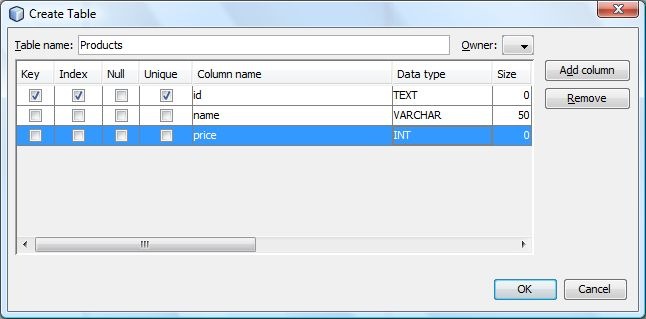 Create Table
Table name: Products Owner:
Key Index Null Unique Column name Data type Size
id TEXT 0
name VARCHAR 50
price INT 0
Add column
Remove
OK Cancel